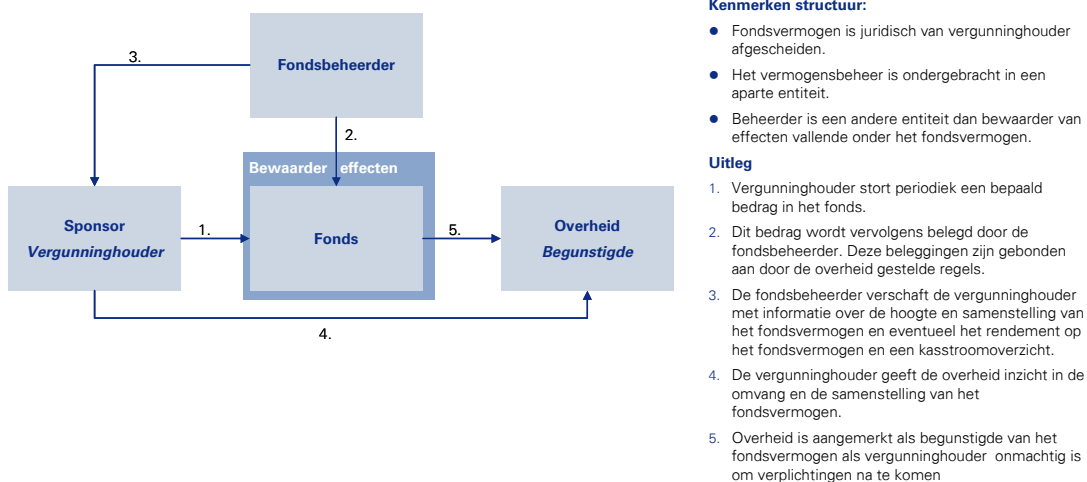 3.
Fondsbeheerder
2.
Bewaarder effecten
Sponsor
Vergunninghouder
1.
Fonds
5.
Overheid
Begunstigde
4.
Kenmerken structuur:
● Fondsvermogen is juridisch van vergunninghouder
afgescheiden.
● Het vermogensbeheer is ondergebracht in een
aparte entiteit.
● Beheerder is een andere entiteit dan bewaarder van
effecten vallende onder het fondsvermogen.
Uitleg
1. Vergunninghouder stort periodiek een bepaald
bedrag in het fonds.
2. Dit bedrag wordt vervolgens belegd door de
fondsbeheerder. Deze beleggingen zijn gebonden
aan door de overheid gestelde regels.
3. De fondsbeheerder verschaft de vergunninghouder
met informatie over de hoogte en samenstelling van
het fondsvermogen en eventueel het rendement op
het fondsvermogen en een kasstroomoverzicht.
4. De vergunninghouder geeft de overheid inzicht in de
omvang en de samenstelling van het
fondsvermogen.
5. Overheid is aangemerkt als begunstigde van het
fondsvermogen als vergunninghouder onmachtig is
om verplichtingen na te komen